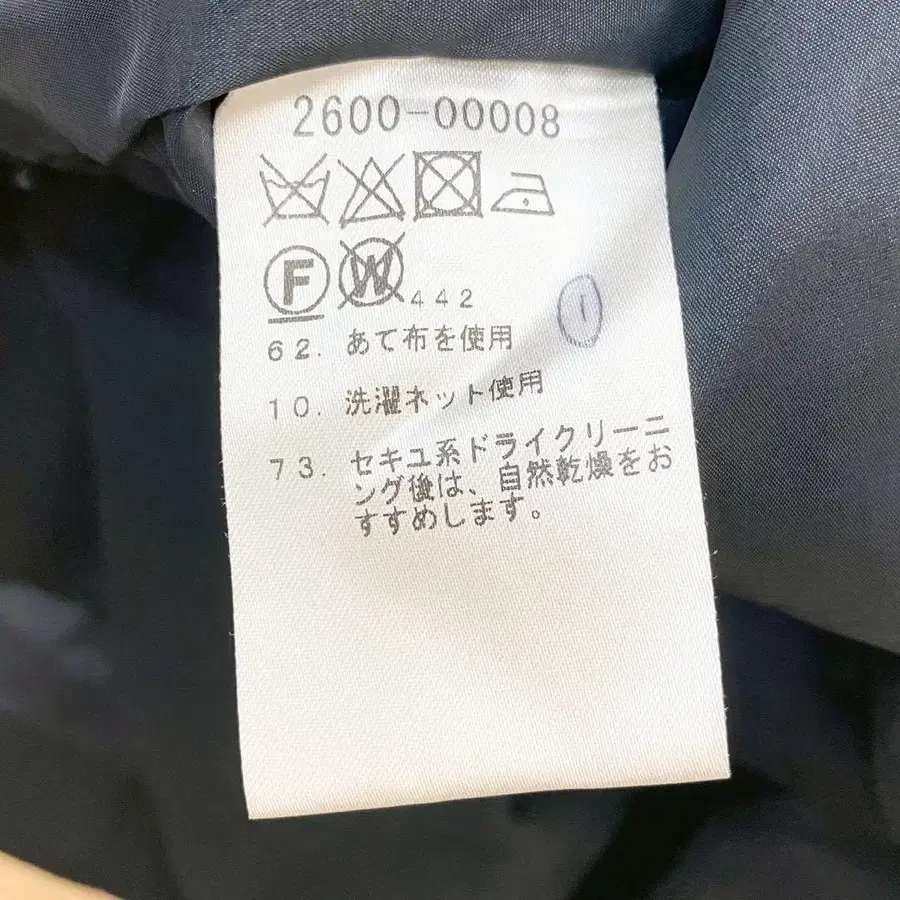 2600-00008
F W 442
62. あて布を使用
10. 洗濯ネット使用
73. セキユ系ドライクリーニ
ング後は、自然乾燥をお
すすめします。